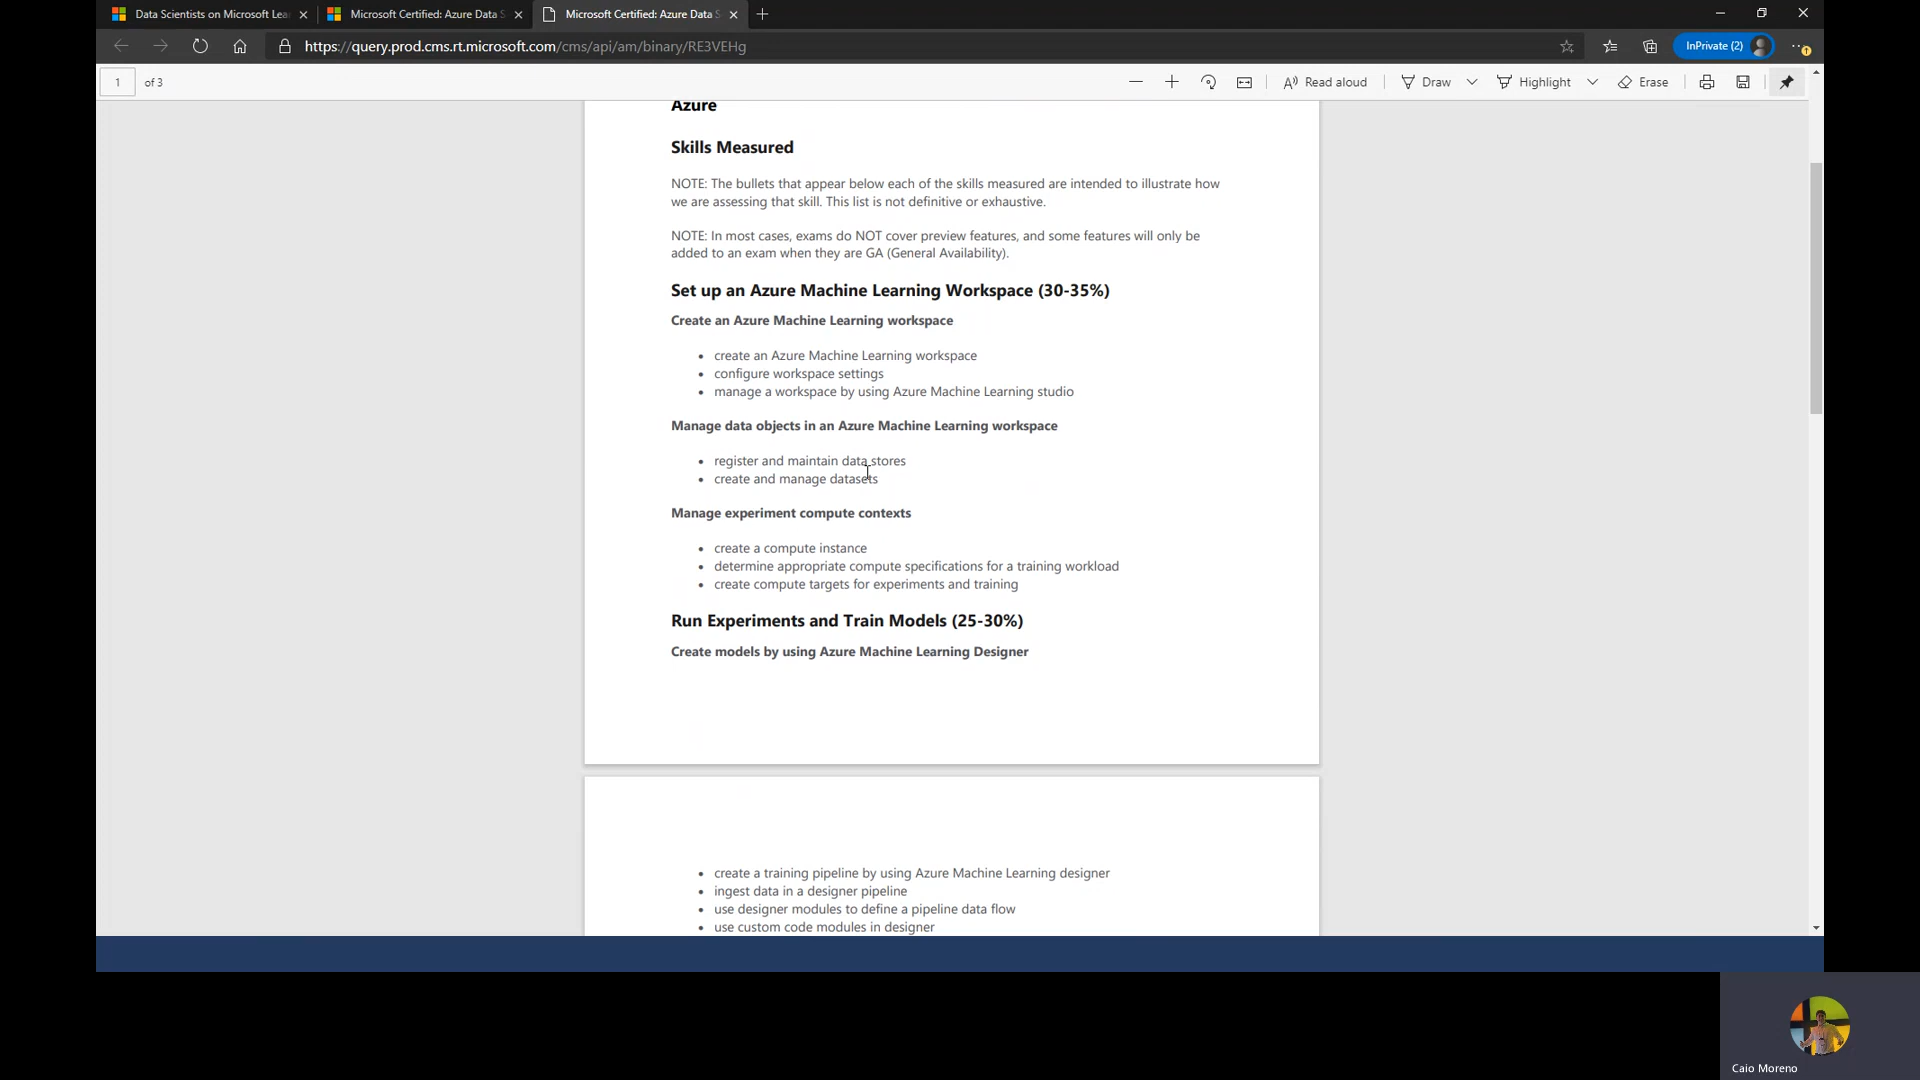 Data Scientists on Microsoft Lea
Microsoft Certified: Azure Data S
Microsoft Certified: Azure Data S
https://query.prod.cms.rt.microsoft.com/cms/api/am/binary/RE3VEHg
InPrivate (2)
1 of 3
Read aloud
Draw
Highlight
Erase
Azure
Skills Measured
NOTE: The bullets that appear below each of the skills measured are intended to illustrate how
we are assessing that skill. This list is not definitive or exhaustive.
NOTE: In most cases, exams do NOT cover preview features, and some features will only be
added to an exam when they are GA (General Availability).
Set up an Azure Machine Learning Workspace (30-35%)
Create an Azure Machine Learning workspace
• create an Azure Machine Learning workspace
• configure workspace settings
• manage a workspace by using Azure Machine Learning studio
Manage data objects in an Azure Machine Learning workspace
• register and maintain data stores
• create and manage datasets
Manage experiment compute contexts
• create a compute instance
• determine appropriate compute specifications for a training workload
• create compute targets for experiments and training
Run Experiments and Train Models (25-30%)
Create models by using Azure Machine Learning Designer
• create a training pipeline by using Azure Machine Learning designer
• ingest data in a designer pipeline
• use designer modules to define a pipeline data flow
• use custom code modules in designer
Caio Moreno